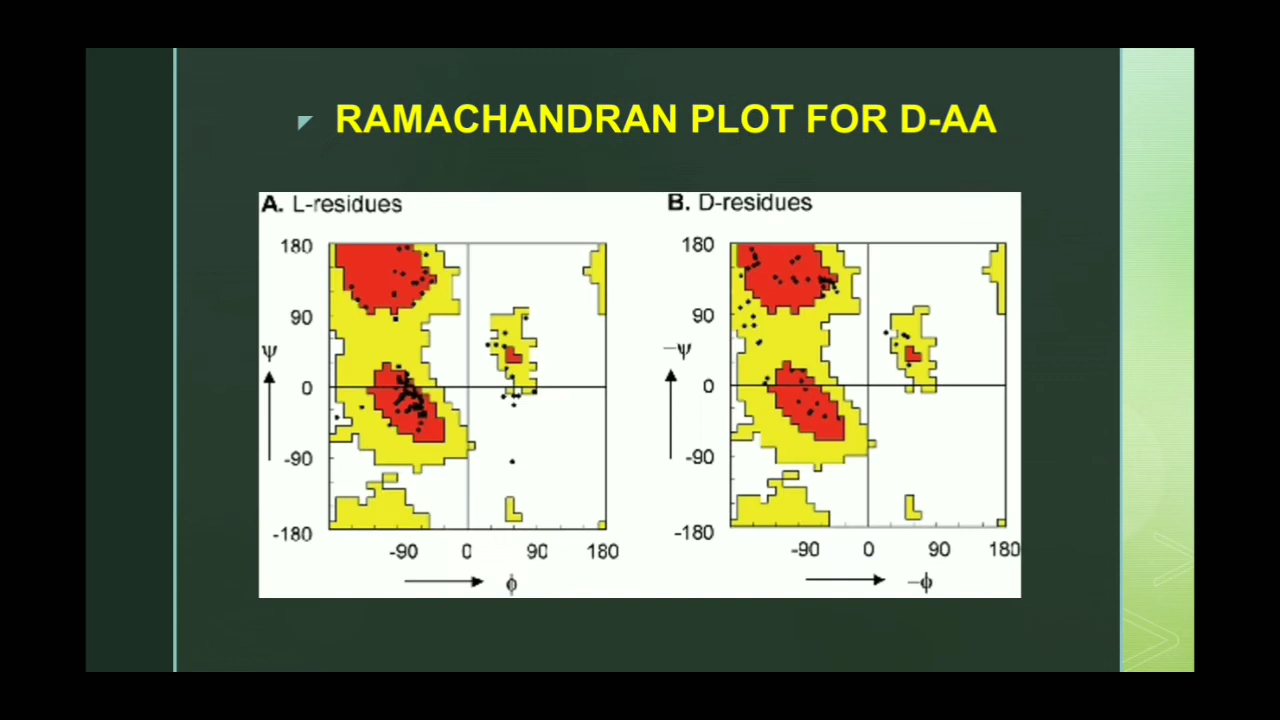 RAMACHANDRAN PLOT FOR D-AA
A. L-residues
180
90
0
-90
-180
ψ
-90 0 90 180
ϕ
B. D-residues
180
90
0
-90
-180
-ψ
-90 0 90 180
-ϕ